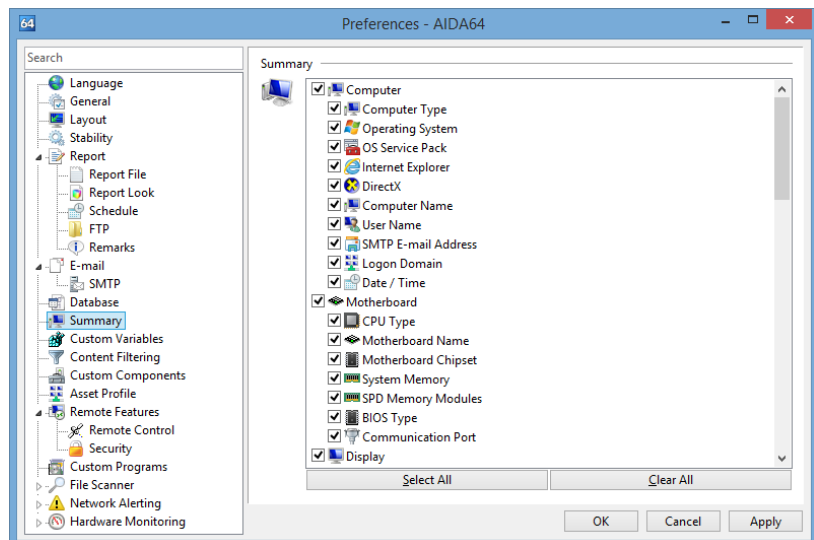 64
Preferences - AIDA64
Search
Language
General
Layout
Stability
Report
Report File
Report Look
Schedule
FTP
Remarks
E-mail
SMTP
Database
Summary
Custom Variables
Content Filtering
Custom Components
Asset Profile
Remote Features
Remote Control
Security
Custom Programs
File Scanner
Network Alerting
Hardware Monitoring
Summary
Computer
Computer Type
Operating System
OS Service Pack
Internet Explorer
DirectX
Computer Name
User Name
SMTP E-mail Address
Logon Domain
Date / Time
Motherboard
CPU Type
Motherboard Name
Motherboard Chipset
System Memory
SPD Memory Modules
BIOS Type
Communication Port
Display
Select All
Clear All
OK
Cancel
Apply